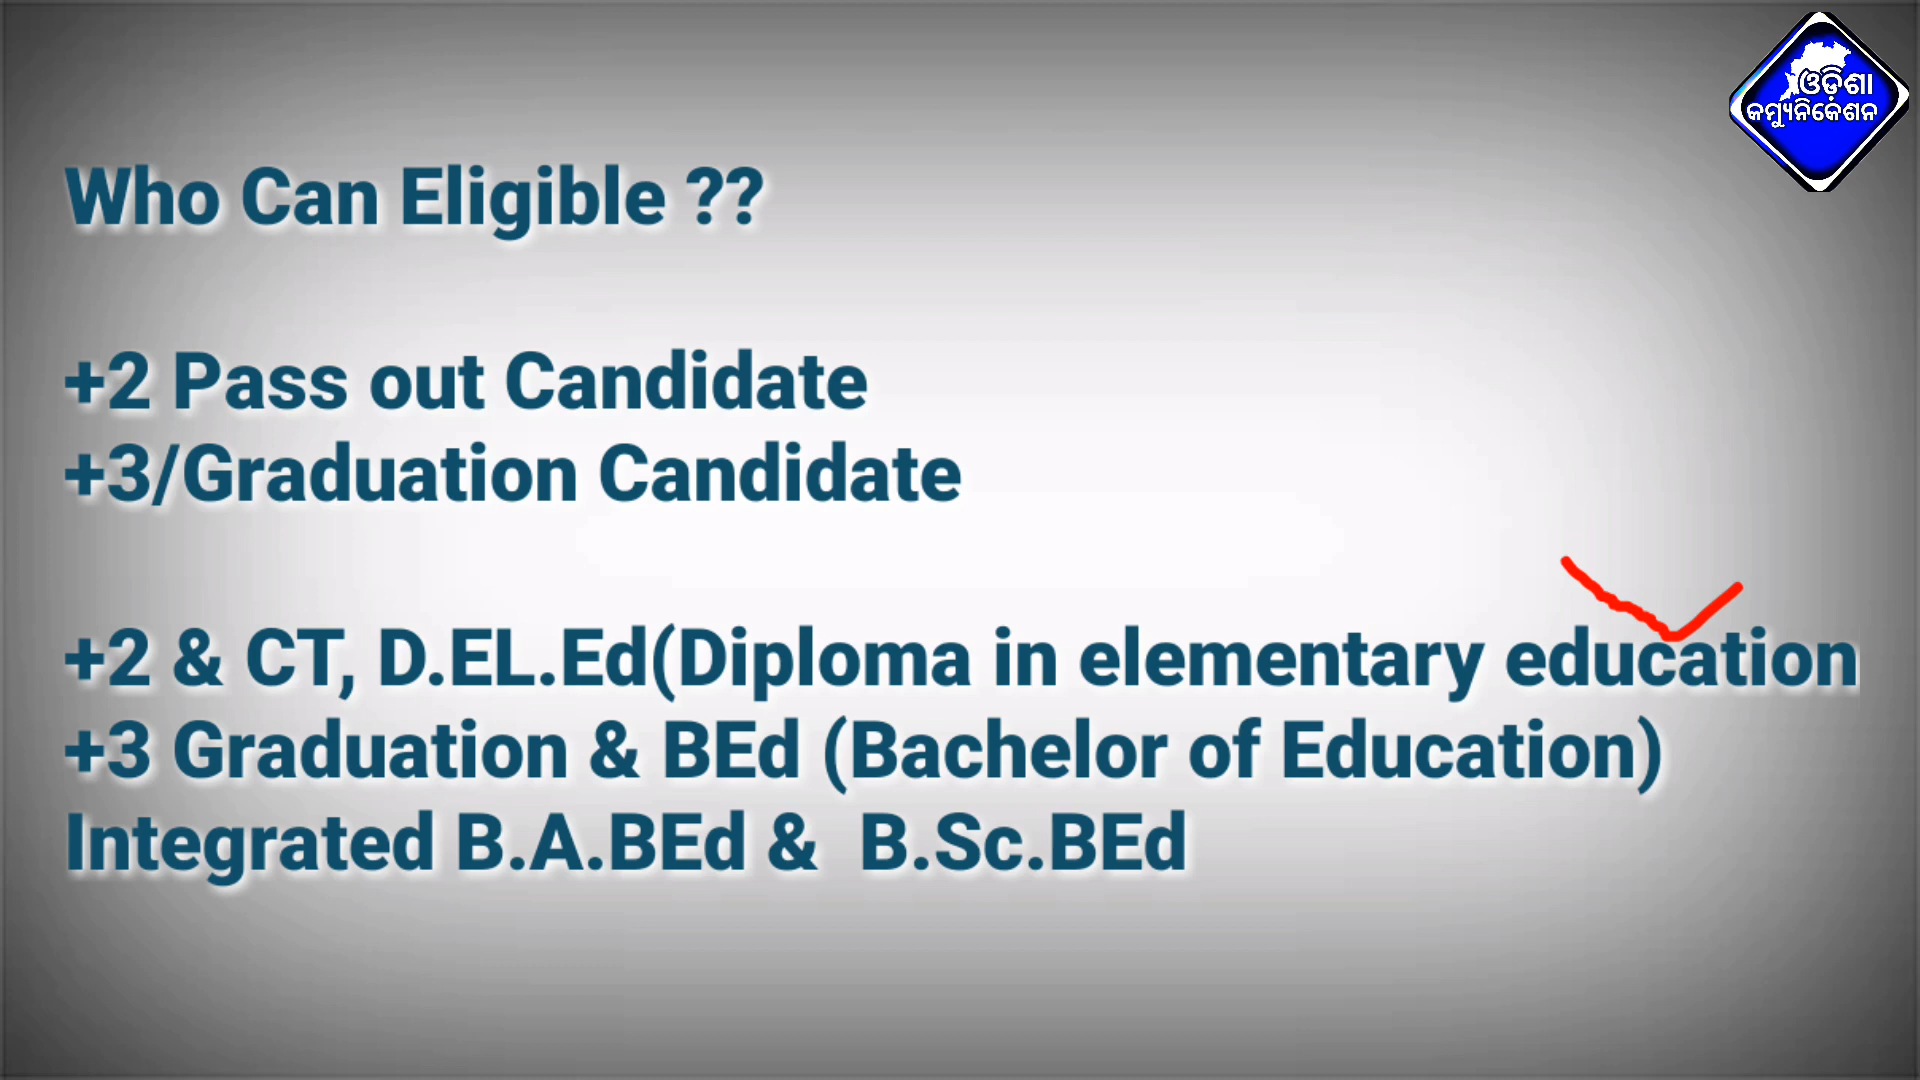 ଓଡ଼ିଶା
କମ୍ୟୁନିକେଶନ
Who Can Eligible ??
+2 Pass out Candidate
+3/Graduation Candidate
+2 & CT, D.EL.Ed(Diploma in elementary education
+3 Graduation & BEd (Bachelor of Education)
Integrated B.A.BEd &  B.Sc.BEd